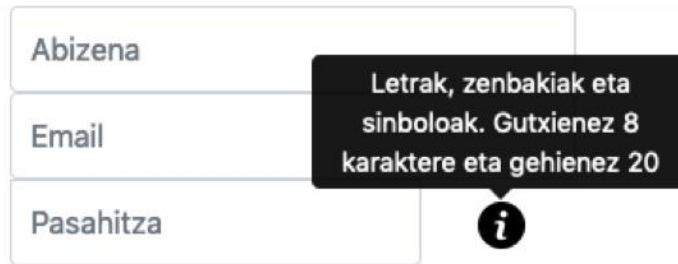 Abizena
Letrak, zenbakiak eta
sinboloak. Gutxienez 8
karaktere eta gehienez 20
Email
Pasahitza
i